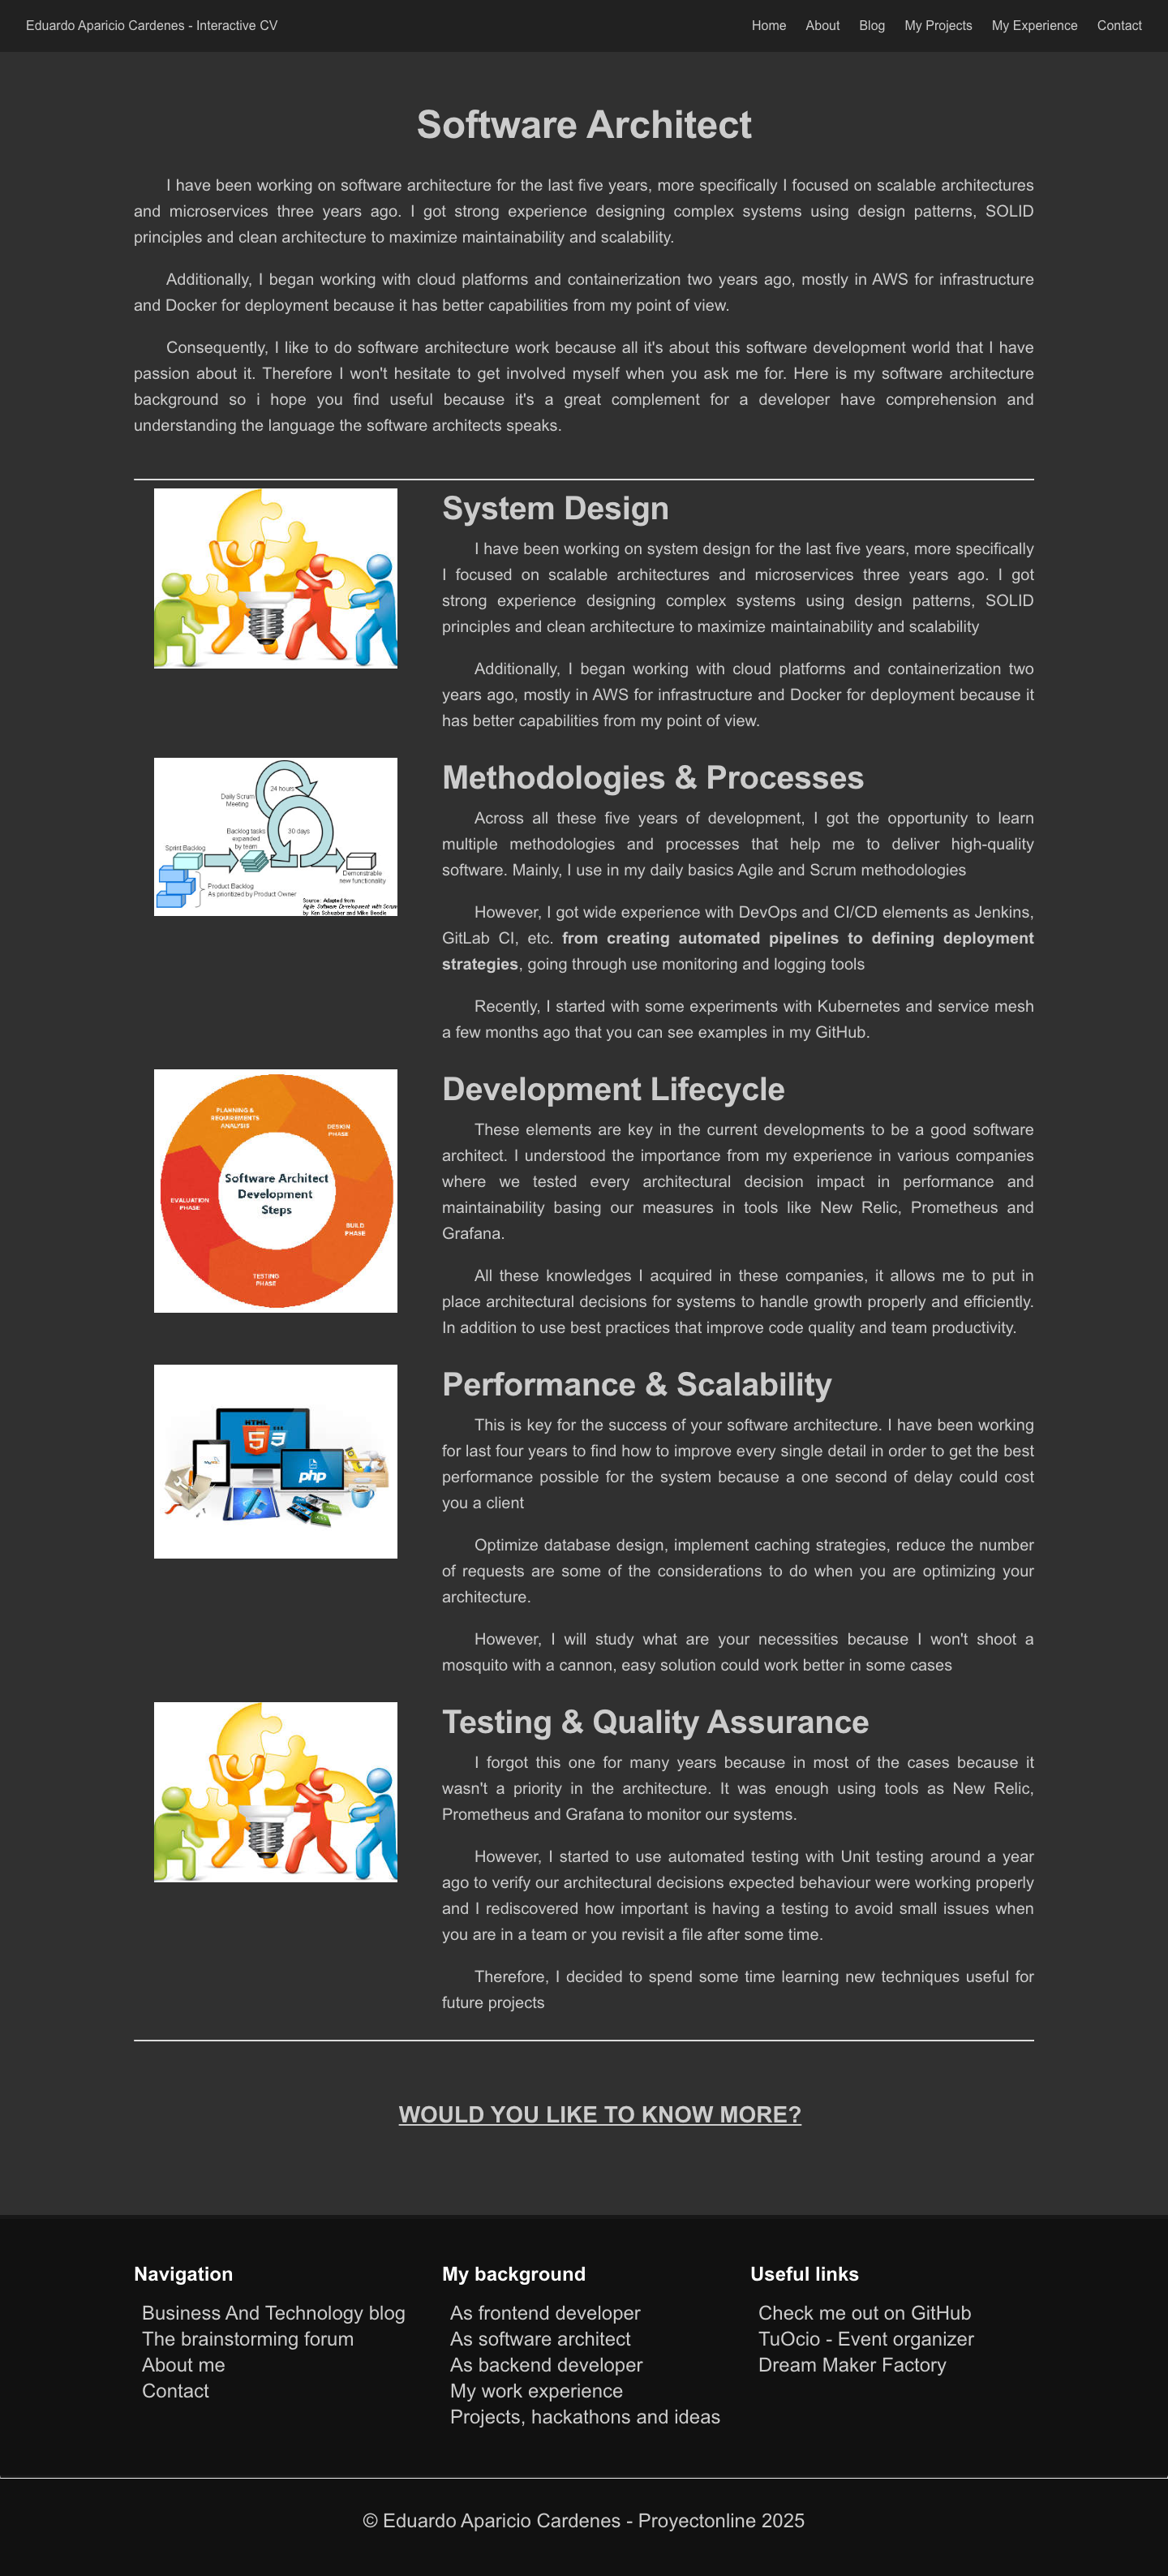 Eduardo Aparicio Cardenes - Interactive CV
Home About Blog My Projects My Experience Contact
Software Architect
I have been working on software architecture for the last five years, more specifically I focused on scalable architectures
and microservices three years ago. I got strong experience designing complex systems using design patterns, SOLID
principles and clean architecture to maximize maintainability and scalability.
Additionally, I began working with cloud platforms and containerization two years ago, mostly in AWS for infrastructure
and Docker for deployment because it has better capabilities from my point of view.
Consequently, I like to do software architecture work because all it's about this software development world that I have
passion about it. Therefore I won't hesitate to get involved myself when you ask me for. Here is my software architecture
background so i hope you find useful because it's a great complement for a developer have comprehension and
understanding the language the software architects speaks.
System Design
I have been working on system design for the last five years, more specifically
I focused on scalable architectures and microservices three years ago. I got
strong experience designing complex systems using design patterns, SOLID
principles and clean architecture to maximize maintainability and scalability
Additionally, I began working with cloud platforms and containerization two
years ago, mostly in AWS for infrastructure and Docker for deployment because it
has better capabilities from my point of view.
24 hours
Daily Scrum
Meeting
Backlog tasks
expanded
by team
30 days
Sprint Backlog
Demonstrable
new functionality
Product Backlog
As prioritized by Product Owner
Source: Adapted from
Agile Software Development with Scrum
by Ken Schwaber and Mike Beedle
Methodologies & Processes
Across all these five years of development, I got the opportunity to learn
multiple methodologies and processes that help me to deliver high-quality
software. Mainly, I use in my daily basics Agile and Scrum methodologies
However, I got wide experience with DevOps and CI/CD elements as Jenkins,
GitLab CI, etc. from creating automated pipelines to defining deployment
strategies, going through use monitoring and logging tools
Recently, I started with some experiments with Kubernetes and service mesh
a few months ago that you can see examples in my GitHub.
PLANNING &
REQUIREMENTS
ANALYSIS
DESIGN
PHASE
Software Architect
Development
Steps
EVALUATION
PHASE
BUILD
PHASE
TESTING
PHASE
Development Lifecycle
These elements are key in the current developments to be a good software
architect. I understood the importance from my experience in various companies
where we tested every architectural decision impact in performance and
maintainability basing our measures in tools like New Relic, Prometheus and
Grafana.
All these knowledges I acquired in these companies, it allows me to put in
place architectural decisions for systems to handle growth properly and efficiently.
In addition to use best practices that improve code quality and team productivity.
HTML
5 3
php
Performance & Scalability
This is key for the success of your software architecture. I have been working
for last four years to find how to improve every single detail in order to get the best
performance possible for the system because a one second of delay could cost
you a client
Optimize database design, implement caching strategies, reduce the number
of requests are some of the considerations to do when you are optimizing your
architecture.
However, I will study what are your necessities because I won't shoot a
mosquito with a cannon, easy solution could work better in some cases
Testing & Quality Assurance
I forgot this one for many years because in most of the cases because it
wasn't a priority in the architecture. It was enough using tools as New Relic,
Prometheus and Grafana to monitor our systems.
However, I started to use automated testing with Unit testing around a year
ago to verify our architectural decisions expected behaviour were working properly
and I rediscovered how important is having a testing to avoid small issues when
you are in a team or you revisit a file after some time.
Therefore, I decided to spend some time learning new techniques useful for
future projects
WOULD YOU LIKE TO KNOW MORE?
Navigation
Business And Technology blog
The brainstorming forum
About me
Contact
My background
As frontend developer
As software architect
As backend developer
My work experience
Projects, hackathons and ideas
Useful links
Check me out on GitHub
TuOcio - Event organizer
Dream Maker Factory
© Eduardo Aparicio Cardenes - Proyectonline 2025